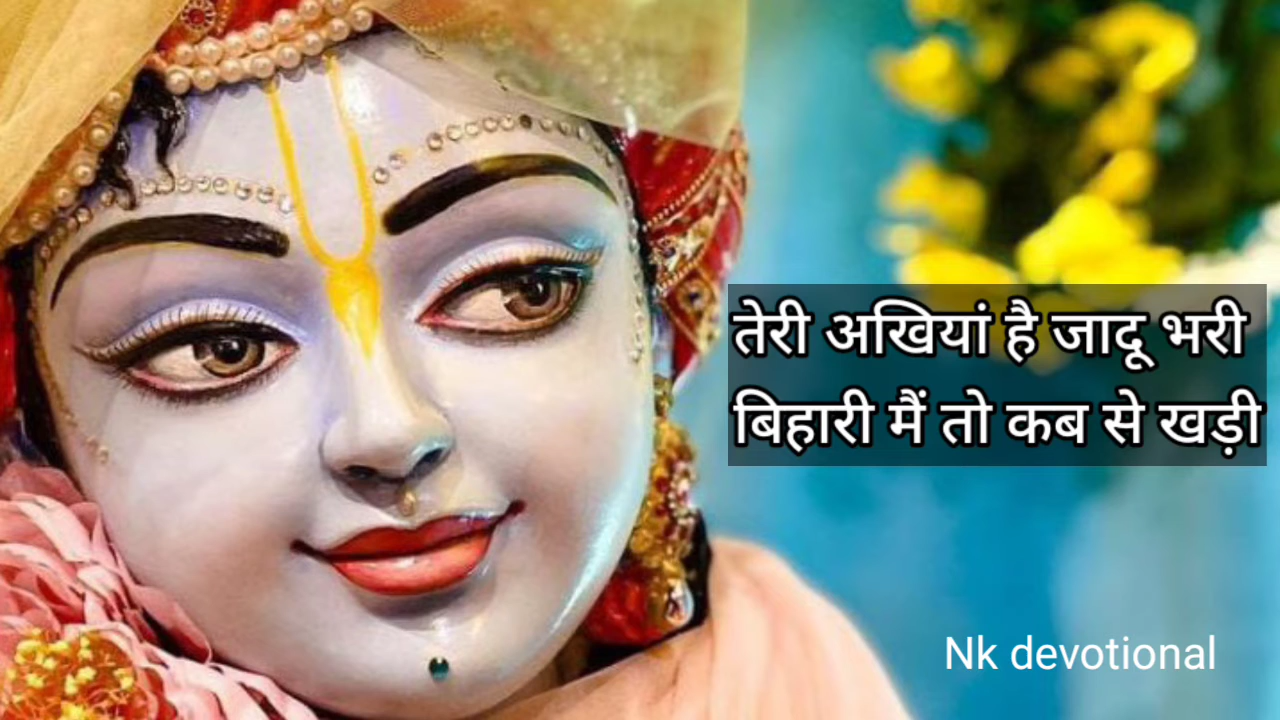 तेरी अखियां है जादू भरी
बिहारी मैं तो कब से खड़ी
Nk devotional